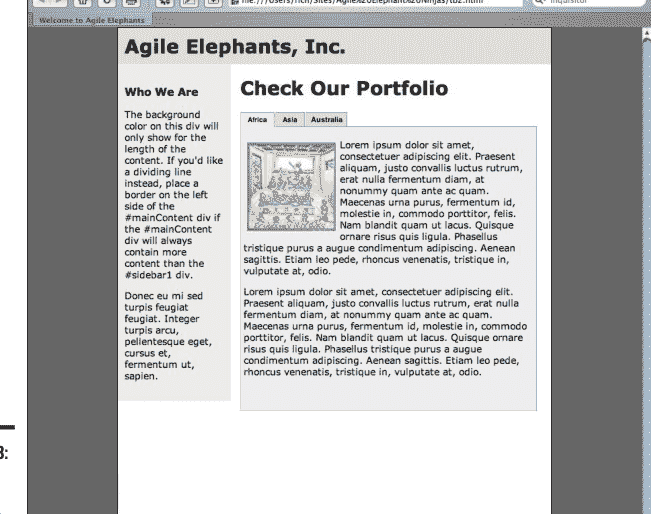 file:///Users/rich/Sites/Agile%20Elephant%20Ninjas/tb2.html
inquisitor
Welcome to Agile Elephants
Agile Elephants, Inc.
Who We Are
The background
color on this div will
only show for the
length of the
content. If you'd like
a dividing line
instead, place a
border on the left
side of the
#mainContent div if
the #mainContent
div will always
contain more
content than the
#sidebar1 div.
Donec eu mi sed
turpis feugiat
feugiat. Integer
turpis arcu,
pellentesque eget,
cursus et,
fermentum ut,
sapien.
Check Our Portfolio
Africa Asia Australia
Lorem ipsum dolor sit amet,
consectetuer adipiscing elit. Praesent
aliquam, justo convallis luctus rutrum,
erat nulla fermentum diam, at
nonummy quam ante ac quam.
Maecenas urna purus, fermentum id,
molestie in, commodo porttitor, felis.
Nam blandit quam ut lacus. Quisque
ornare risus quis ligula. Phasellus
tristique purus a augue condimentum adipiscing. Aenean
sagittis. Etiam leo pede, rhoncus venenatis, tristique in,
vulputate at, odio.
Lorem ipsum dolor sit amet, consectetuer adipiscing elit.
Praesent aliquam, justo convallis luctus rutrum, erat nulla
fermentum diam, at nonummy quam ante ac quam.
Maecenas urna purus, fermentum id, molestie in, commodo
porttitor, felis. Nam blandit quam ut lacus. Quisque ornare
risus quis ligula. Phasellus tristique purus a augue
condimentum adipiscing. Aenean sagittis. Etiam leo pede,
rhoncus venenatis, tristique in, vulputate at, odio.